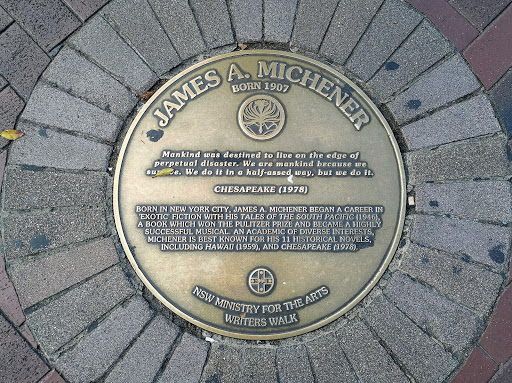 JAMES A. MICHENER
BORN 1907
Mankind was destined to live on the edge of
perpetual disaster. We are mankind because we
survive. We do it in a half-assed way, but we do it.
CHESAPEAKE (1978)
BORN IN NEW YORK CITY, JAMES A. MICHENER BEGAN A CAREER IN
'EXOTIC' FICTION WITH HIS TALES OF THE SOUTH PACIFIC (1946),
A BOOK WHICH WON THE PULITZER PRIZE AND BECAME A HIGHLY
SUCCESSFUL MUSICAL. AN ACADEMIC OF DIVERSE INTERESTS,
MICHENER IS BEST KNOWN FOR HIS 11 HISTORICAL NOVELS,
INCLUDING HAWAII (1959), AND CHESAPEAKE (1978).
NSW MINISTRY FOR THE ARTS
WRITERS WALK